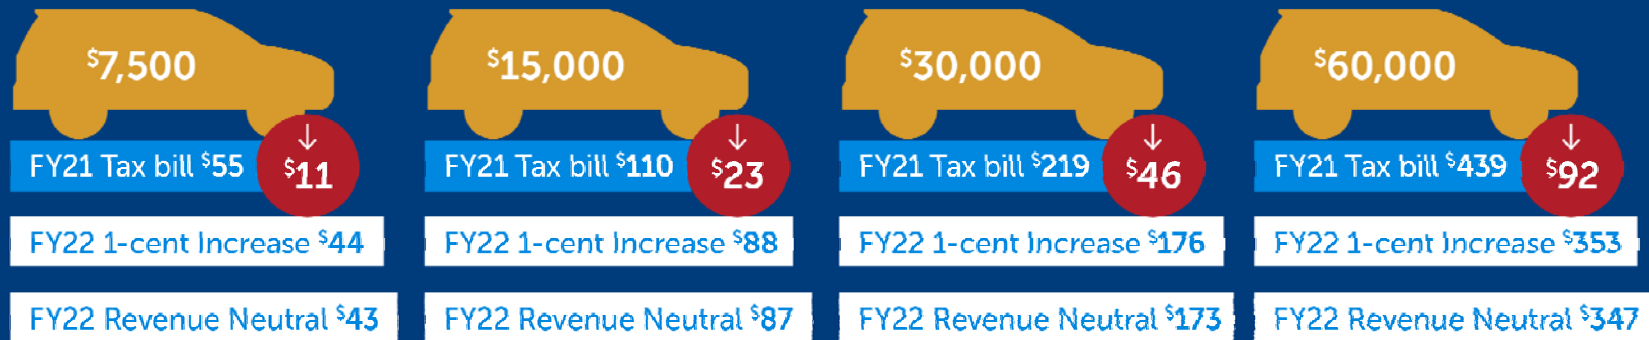 $7,500
FY21 Tax bill $55
↓
$11
FY22 1-cent Increase $44
FY22 Revenue Neutral $43
$15,000
FY21 Tax bill $110
↓
$23
FY22 1-cent Increase $88
FY22 Revenue Neutral $87
$30,000
FY21 Tax bill $219
↓
$46
FY22 1-cent Increase $176
FY22 Revenue Neutral $173
$60,000
FY21 Tax bill $439
↓
$92
FY22 1-cent Increase $353
FY22 Revenue Neutral $347